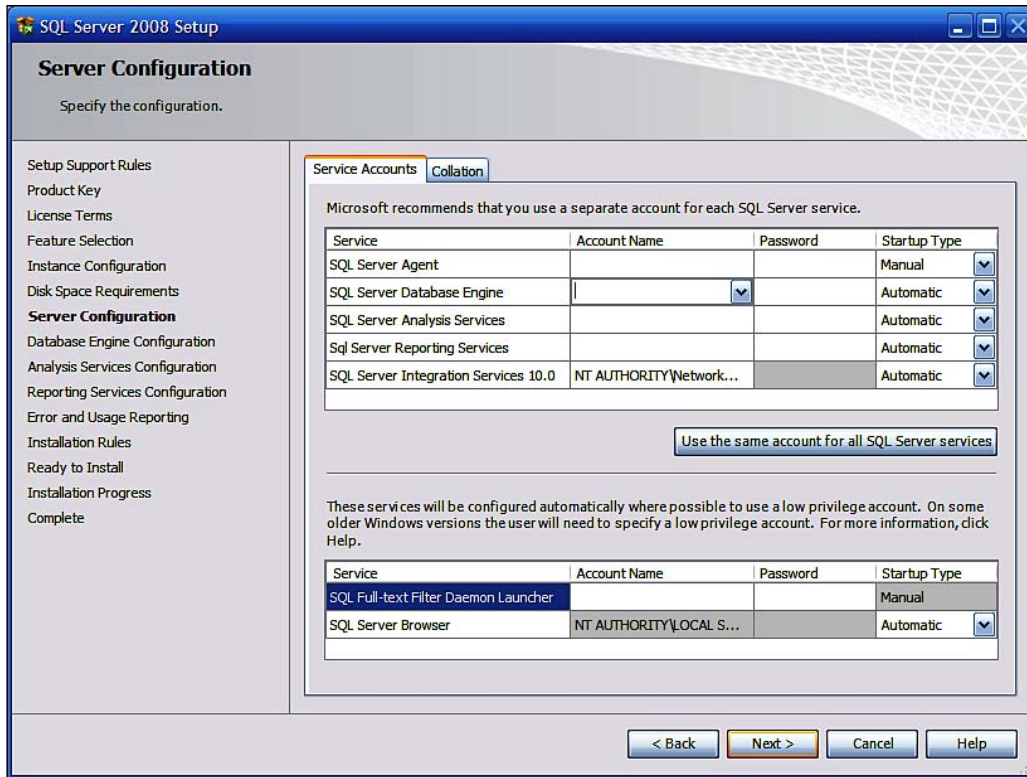 SQL Server 2008 Setup
Server Configuration
Specify the configuration.
Setup Support Rules
Product Key
License Terms
Feature Selection
Instance Configuration
Disk Space Requirements
Server Configuration
Database Engine Configuration
Analysis Services Configuration
Reporting Services Configuration
Error and Usage Reporting
Installation Rules
Ready to Install
Installation Progress
Complete
Service Accounts Collation
Microsoft recommends that you use a separate account for each SQL Server service.
Service Account Name Password Startup Type
SQL Server Agent Manual
SQL Server Database Engine Automatic
SQL Server Analysis Services Automatic
Sql Server Reporting Services Automatic
SQL Server Integration Services 10.0 NT AUTHORITY\Network... Automatic
Use the same account for all SQL Server services
These services will be configured automatically where possible to use a low privilege account. On some
older Windows versions the user will need to specify a low privilege account. For more information, click
Help.
Service Account Name Password Startup Type
SQL Full-text Filter Daemon Launcher Manual
SQL Server Browser NT AUTHORITY\LOCAL S... Automatic
< Back Next > Cancel Help